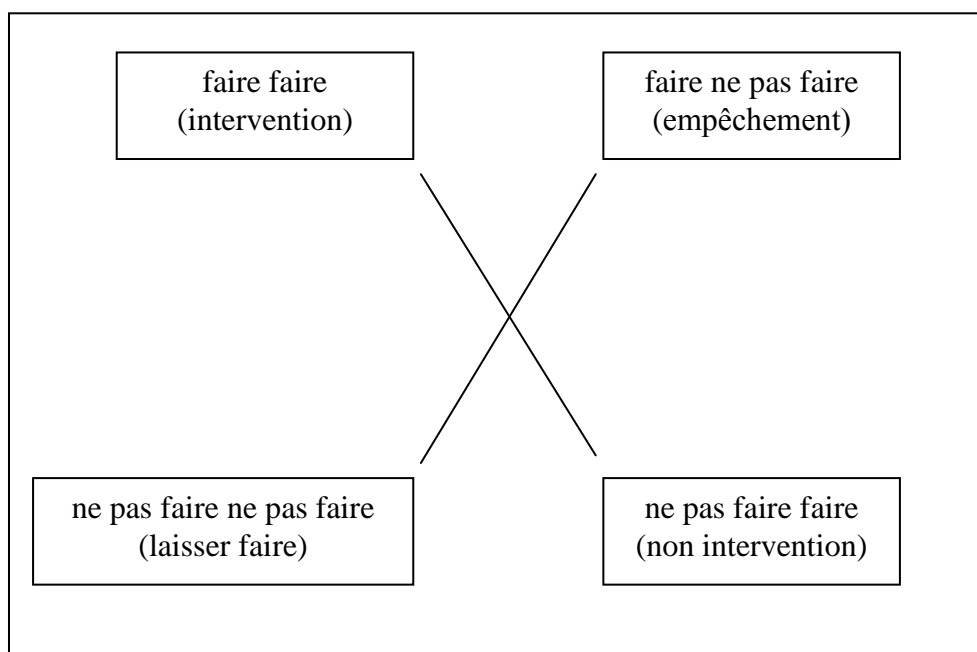 faire faire
(intervention)
faire ne pas faire
(empêchement)
ne pas faire ne pas faire
(laisser faire)
ne pas faire faire
(non intervention)